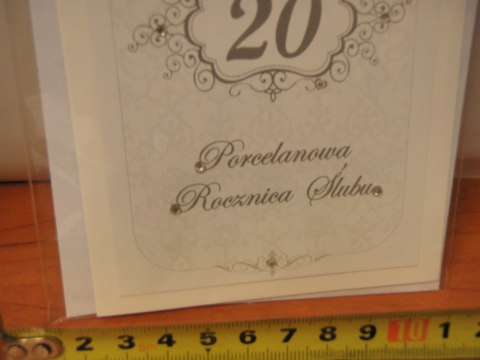 20
Porcelanowa
Rocznica Ślubu
2 3 4 5 6 7 8 9 10 1